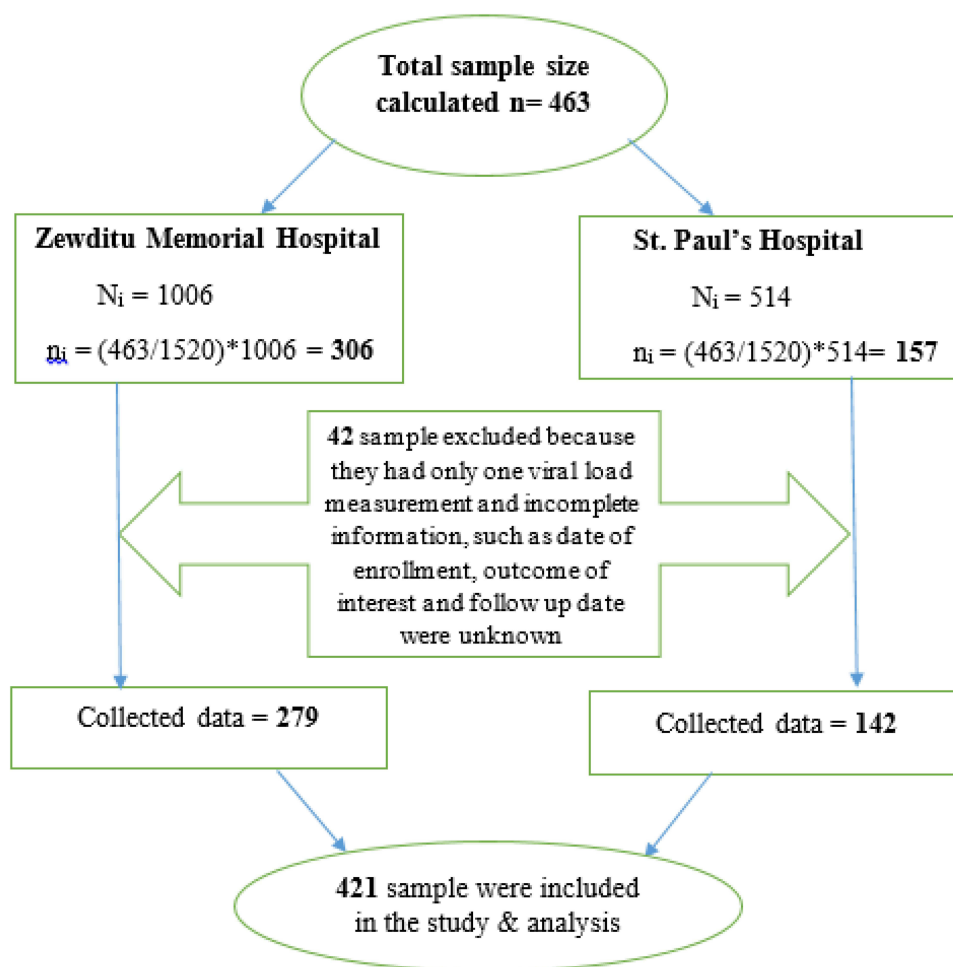 Total sample size
calculated n= 463
Zewditu Memorial Hospital
Nᵢ = 1006
nᵢ = (463/1520)*1006 = 306
St. Paul’s Hospital
Nᵢ = 514
nᵢ = (463/1520)*514= 157
42 sample excluded because
they had only one viral load
measurement and incomplete
information, such as date of
enrollment, outcome of
interest and follow up date
were unknown
Collected data = 279
Collected data = 142
421 sample were included
in the study & analysis